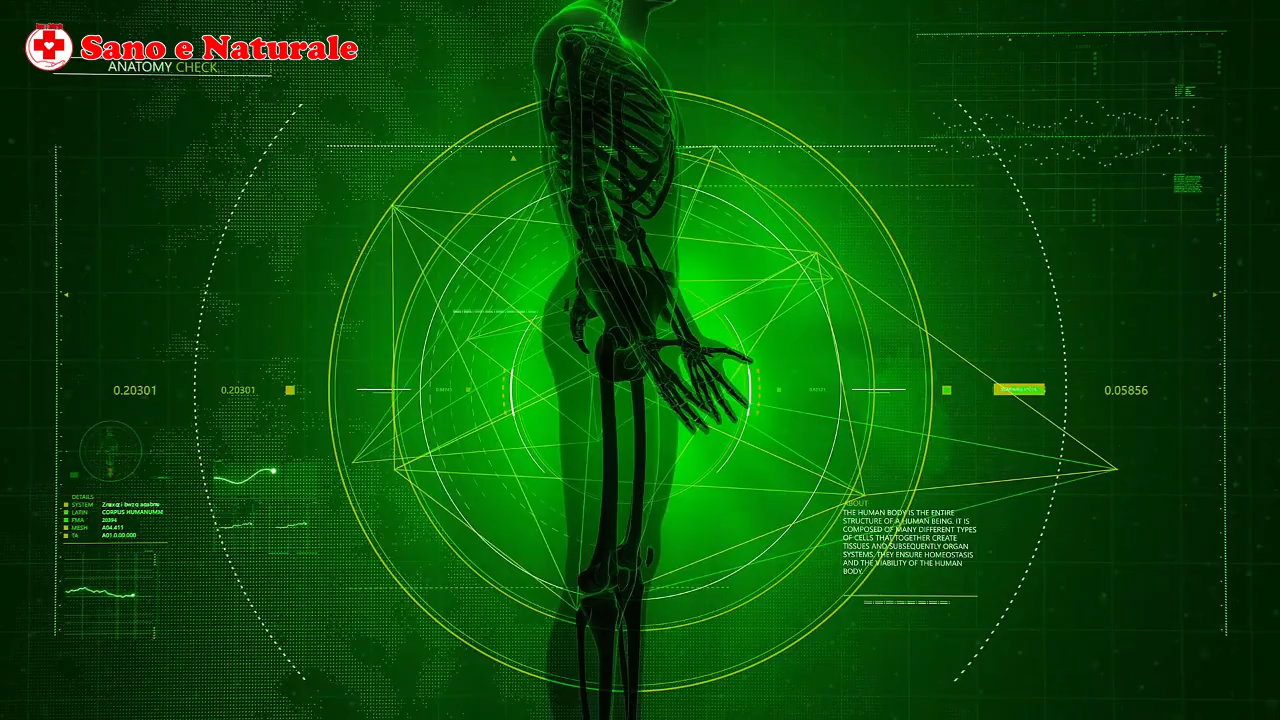 Sano e Naturale
ANATOMY CHECK...
0.20301
0.20301
0.05856
DETAILS
SYSTEM
LATIN CORPUS HUMANUMM
FMA 20394
MESH A04.411
TA A01.0.00.000
ABOUT
THE HUMAN BODY IS THE ENTIRE
STRUCTURE OF A HUMAN BEING. IT IS
COMPOSED OF MANY DIFFERENT TYPES
OF CELLS THAT TOGETHER CREATE
TISSUES AND SUBSEQUENTLY ORGAN
SYSTEMS. THEY ENSURE HOMEOSTASIS
AND THE VIABILITY OF THE HUMAN
BODY.